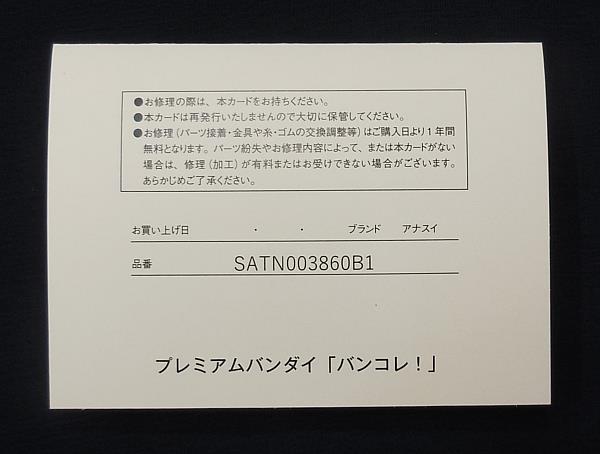 ●お修理の際は、本カードをお持ちください。
●本カードは再発行いたしませんので大切に保管してください。
●お修理（パーツ接着・金具や糸・ゴムの交換調整等）はご購入日より1年間
無料となります。パーツ紛失やお修理内容によって、または本カードがない
場合は、修理（加工）が有料またはお受けできない場合がございます。
あらかじめご了承ください。
お買い上げ日 ・ ・ ブランド アナスイ
品番 SATN003860B1
プレミアムバンダイ「バンコレ！」